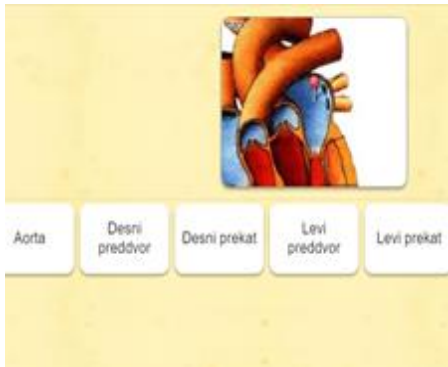 Aorta
Desni
preddvor
Desni prekat
Levi
preddvor
Levi prekat